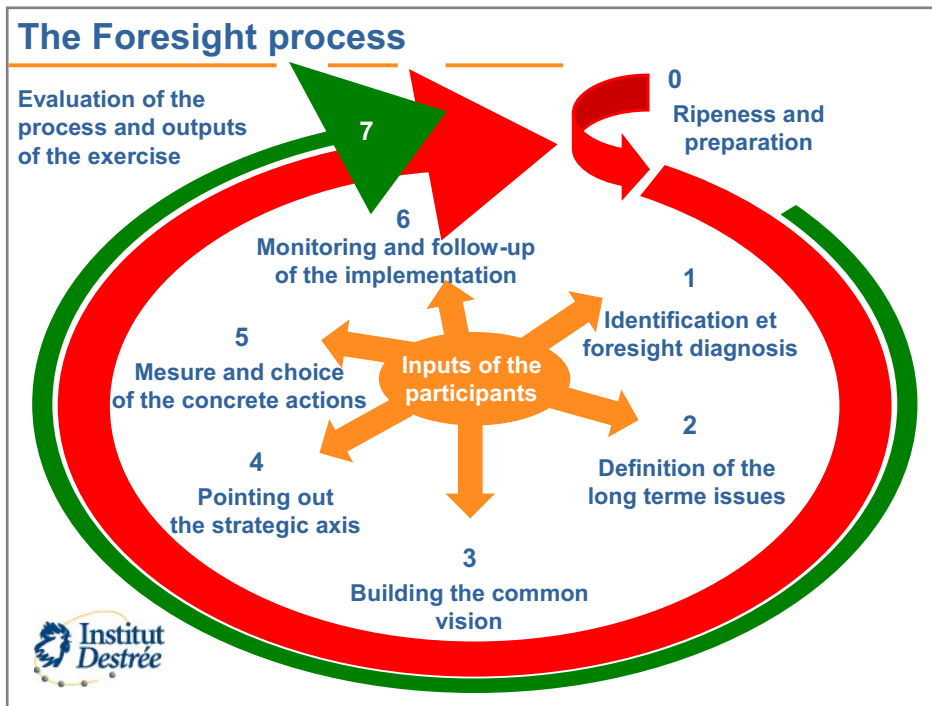 The Foresight process
0
Ripeness and
preparation
1
Identification et
foresight diagnosis
2
Definition of the
long terme issues
3
Building the common
vision
4
Pointing out
the strategic axis
5
Mesure and choice
of the concrete actions
6
Monitoring and follow-up
of the implementation
7
Evaluation of the
process and outputs
of the exercise
Inputs of the
participants
Institut
Destrée